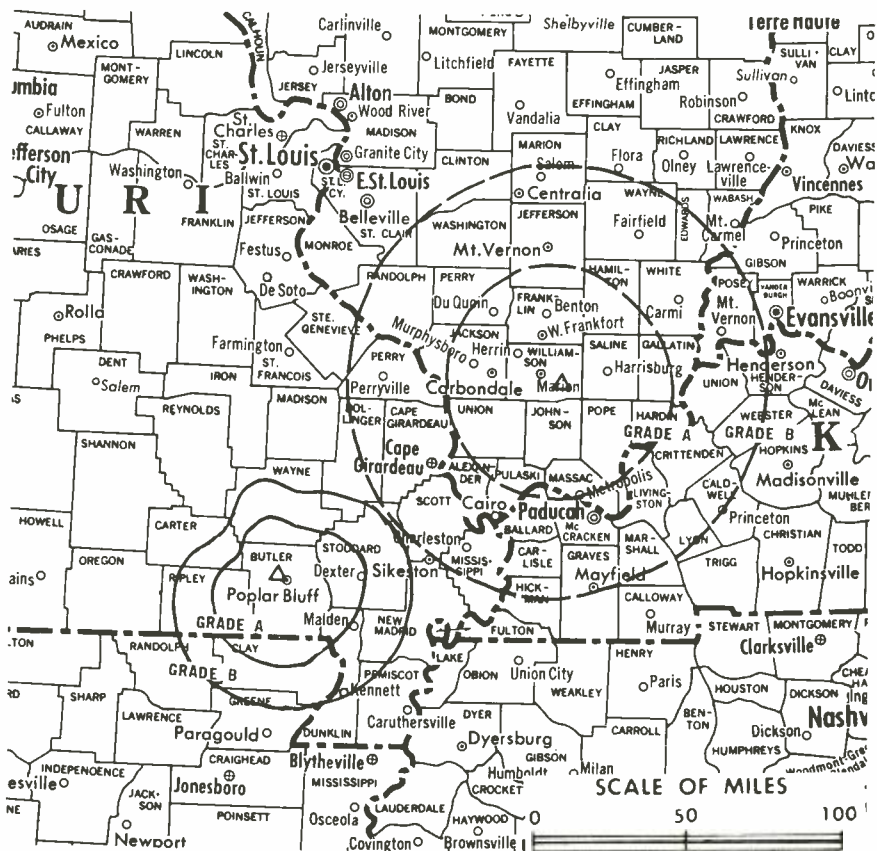 AUDRAIN
Mexico
MONT-
GOMERY
LINCOLN
CALHOUN
Carlinville
Jerseyville
JERSEY
MONTGOMERY
Litchfield
Shelbyville
FAYETTE
CUMBER-
LAND
Effingham
EFFINGHAM
JASPER
Terre Haute
SULLI-
VAN
Sullivan
CLAY
Robinson
CRAWFORD
Fulton
CALLAWAY
WARREN
St.
Charles
ST.
CHAR-
LES
Alton
Wood River
MADISON
Granite City
BOND
Vandalia
CLAY
Flora
RICHLAND
Olney
LAWRENCE
Lawrence-
ville
KNOX
Vincennes
DAVIESS
Washington
St. Louis
Ballwin
ST. LOUIS
ST. L.
CY.
E. St. Louis
Belleville
ST. CLAIR
CLINTON
MARION
Salem
Centralia
WAYNE
Fairfield
EDWARDS
WABASH
Mt.
Carmel
PIKE
Princeton
GIBSON
U R I
OSAGE
GAS-
CONADE
FRANKLIN
JEFFERSON
Festus
MONROE
De Soto
WASHINGTON
JEFFERSON
Mt. Vernon
CRAWFORD
WASH-
INGTON
RANDOLPH
PERRY
Du Quoin
FRANK-
LIN
Benton
W. Frankfort
HAMIL-
TON
WHITE
Carmi
POSEY
Mt.
Vernon
VANDER
BURGH
WARRICK
Evansville
Rolla
PHELPS
STE.
GENEVIEVE
Farmington
ST.
FRANCOIS
Murphysboro
JACKSON
Herrin
WILLIAM-
SON
Marion
Carbondale
SALINE
Harrisburg
GALLATIN
UNION
Henderson
HENDER-
SON
DAVIESS
DENT
Salem
IRON
PERRY
Perryville
REYNOLDS
MADISON
BOL-
LINGER
CAPE
GIRARDEAU
UNION
JOHN-
SON
POPE
HARDIN
GRADE A
WEBSTER
GRADE B
Mc
LEAN
K
SHANNON
Cape
Girardeau
ALEXAN-
DER
PULASKI
MASSAC
Metropolis
CRITTENDEN
LIVING-
STON
CALD-
WELL
HOPKINS
Madisonville
WAYNE
SCOTT
Cairo
Paducah
BALLARD
Mc
CRACKEN
LYON
Princeton
HOWELL
CARTER
Charleston
MISSIS-
SIPPI
Sikeston
CAR-
LISLE
GRAVES
Mayfield
MAR-
SHALL
TRIGG
CHRISTIAN
Hopkinsville
TODD
OREGON
RIPLEY
BUTLER
Poplar Bluff
STODDARD
Dexter
HICK-
MAN
CALLOWAY
Murray
GRADE A
Malden
NEW
MADRID
FULTON
STEWART
MONTGOMERY
Clarksville
RANDOLPH
CLAY
GRADE B
LAKE
OBION
Union City
HENRY
Paris
HOUSTON
DICKSON
SHARP
GREENE
PEMISCOT
Kennett
Caruthersville
WEAKLEY
BEN-
TON
Nashv
LAWRENCE
Paragould
DUNKLIN
DYER
Dyersburg
CARROLL
HUMPHREYS
Dickson
CRAIGHEAD
Jonesboro
Blytheville
MISSISSIPPI
GIBSON
Humboldt
Milan
INDEPENDENCE
JACK-
SON
POINSETT
Osceola
LAUDERDALE
CROCKET
HAYWOOD
Newport
Covington
Brownsville
SCALE OF MILES
0 50 100